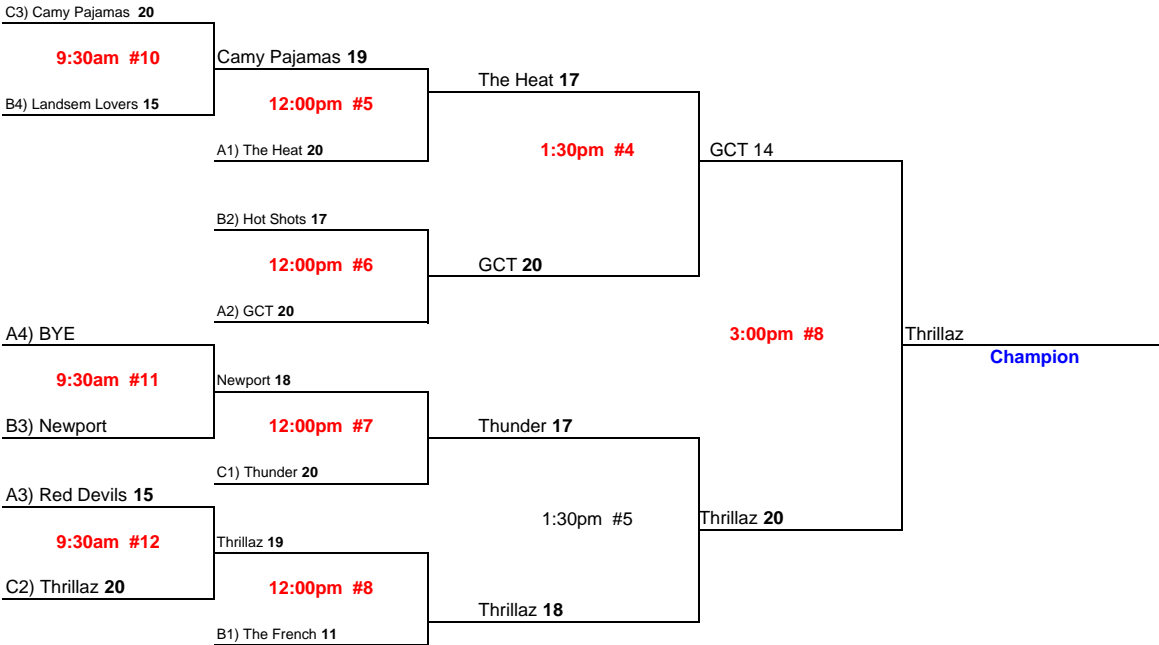 C3) Camy Pajamas 20
9:30am #10
Camy Pajamas 19
The Heat 17
B4) Landsem Lovers 15
12:00pm #5
A1) The Heat 20
1:30pm #4
GCT 14
B2) Hot Shots 17
12:00pm #6
GCT 20
A2) GCT 20
A4) BYE
3:00pm #8
Thrillaz
Champion
9:30am #11
Newport 18
B3) Newport
12:00pm #7
Thunder 17
C1) Thunder 20
A3) Red Devils 15
1:30pm #5
Thrillaz 20
9:30am #12
Thrillaz 19
C2) Thrillaz 20
12:00pm #8
Thrillaz 18
B1) The French 11